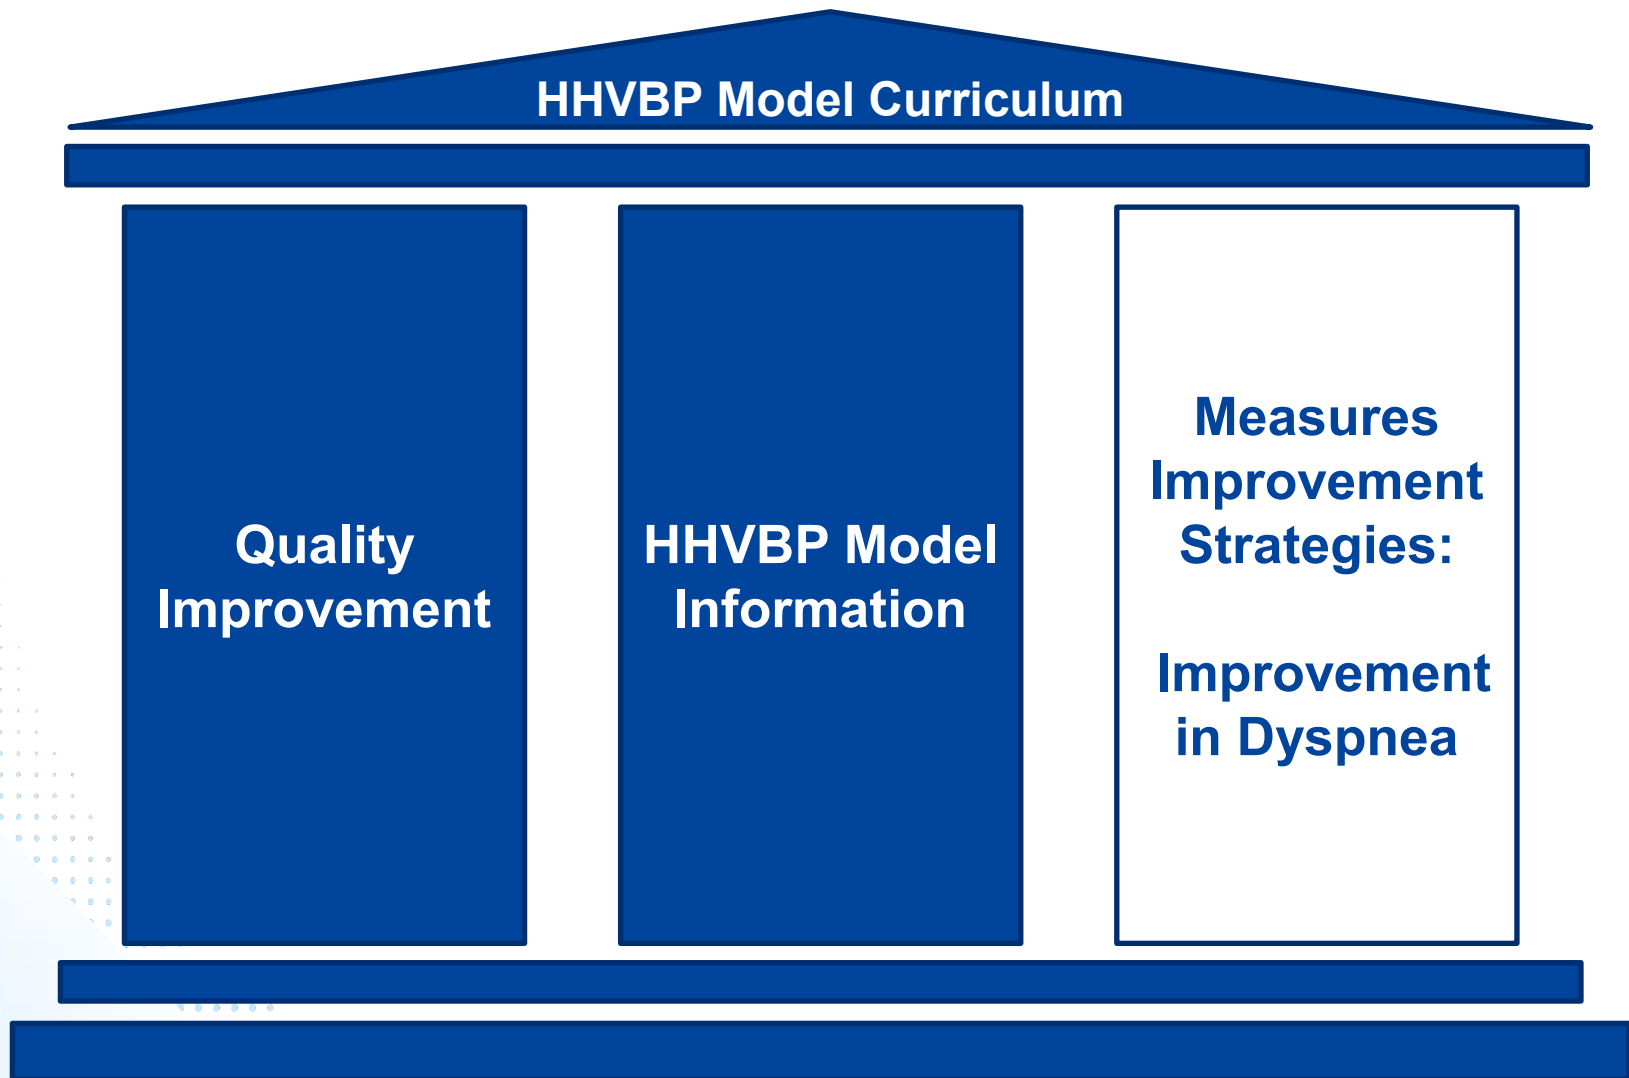 HHVBP Model Curriculum
Quality
Improvement
HHVBP Model
Information
Measures
Improvement
Strategies:
Improvement
in Dyspnea